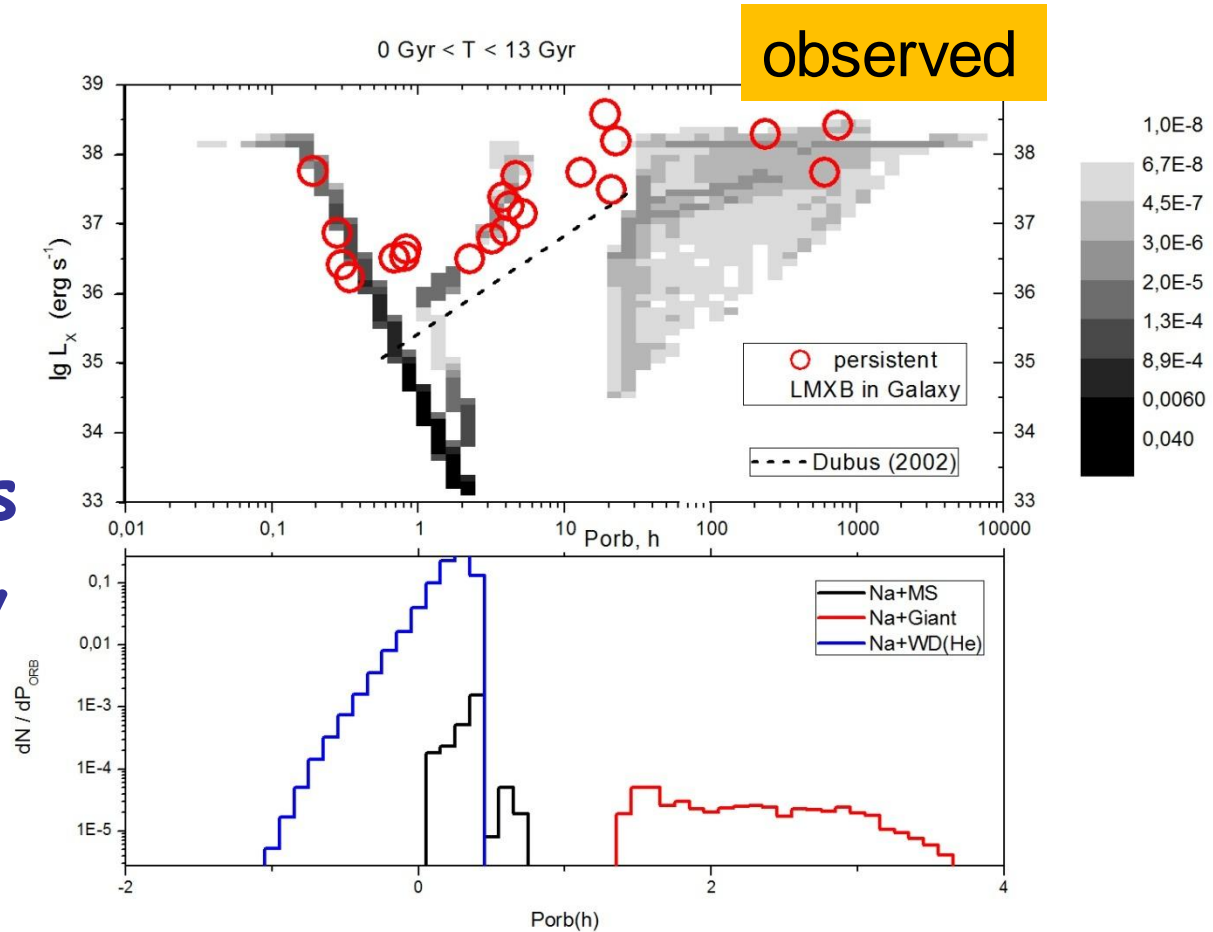 observed
0 Gyr < T < 13 Gyr
39
38
37
36
35
34
33
lg L_X (erg s⁻¹)
38
37
36
35
34
33
persistent
LMXB in Galaxy
Dubus (2002)
0,01 0,1 1 10 100 1000 10000
Porb, h
1,0E-8
6,7E-8
4,5E-7
3,0E-6
2,0E-5
1,3E-4
8,9E-4
0,0060
0,040
s
0,1
0,01
1E-3
1E-4
1E-5
dN / dP_ORB
Na+MS
Na+Giant
Na+WD(He)
-2 0 2 4
Porb(h)